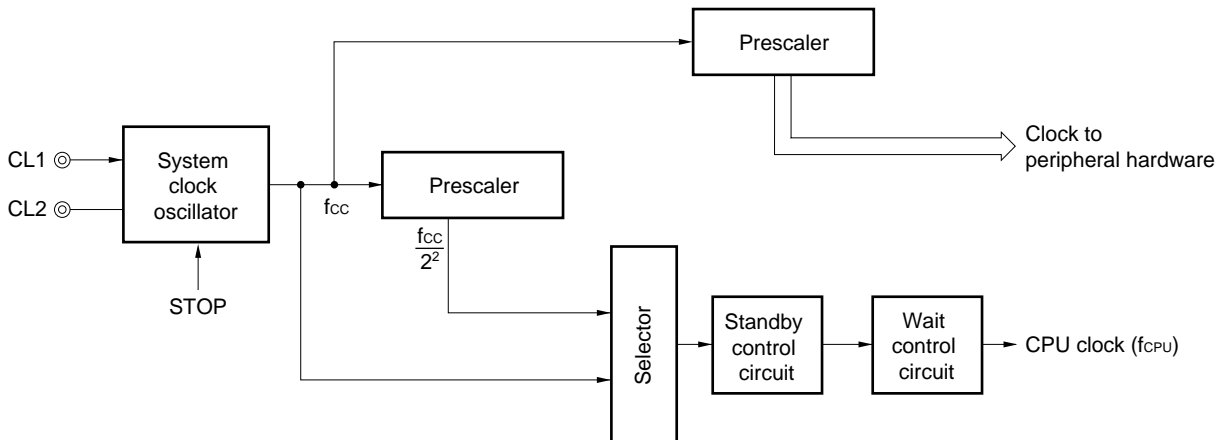 Prescaler
Clock to
peripheral hardware
CL1
CL2
System
clock
oscillator
fCC
Prescaler
fCC
2²
STOP
Selector
Standby
control
circuit
Wait
control
circuit
CPU clock (fCPU)